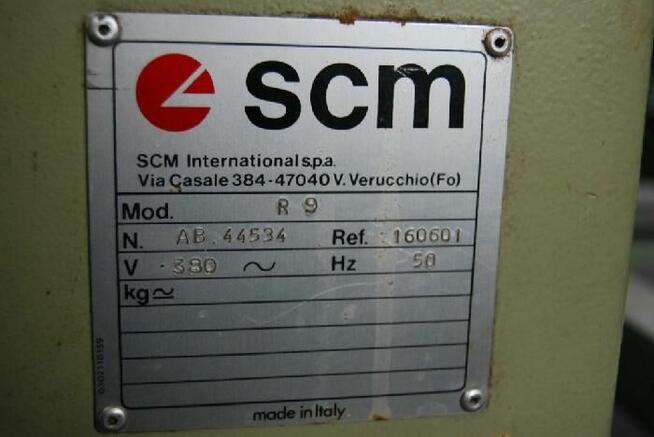 scm
SCM International s.p.a.
Via Casale 384-47040 V. Verucchio (Fo)
Mod. R 9
N. AB.44534 Ref. 160601
V 380 ~ Hz 50
kg ≃
made in Italy
0302110159